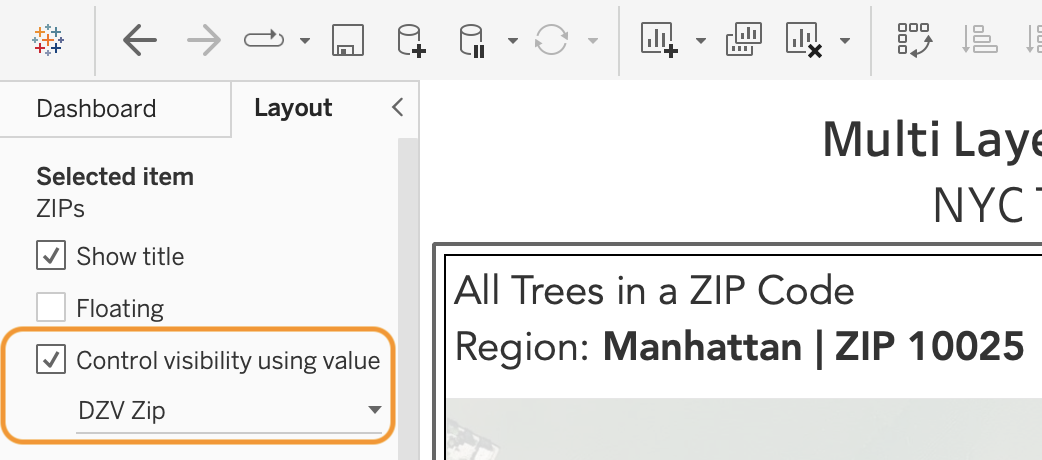 Dashboard
Layout
Selected item
ZIPs
Show title
Floating
Control visibility using value
DZV Zip
Multi Laye
NYC T
All Trees in a ZIP Code
Region: Manhattan | ZIP 10025